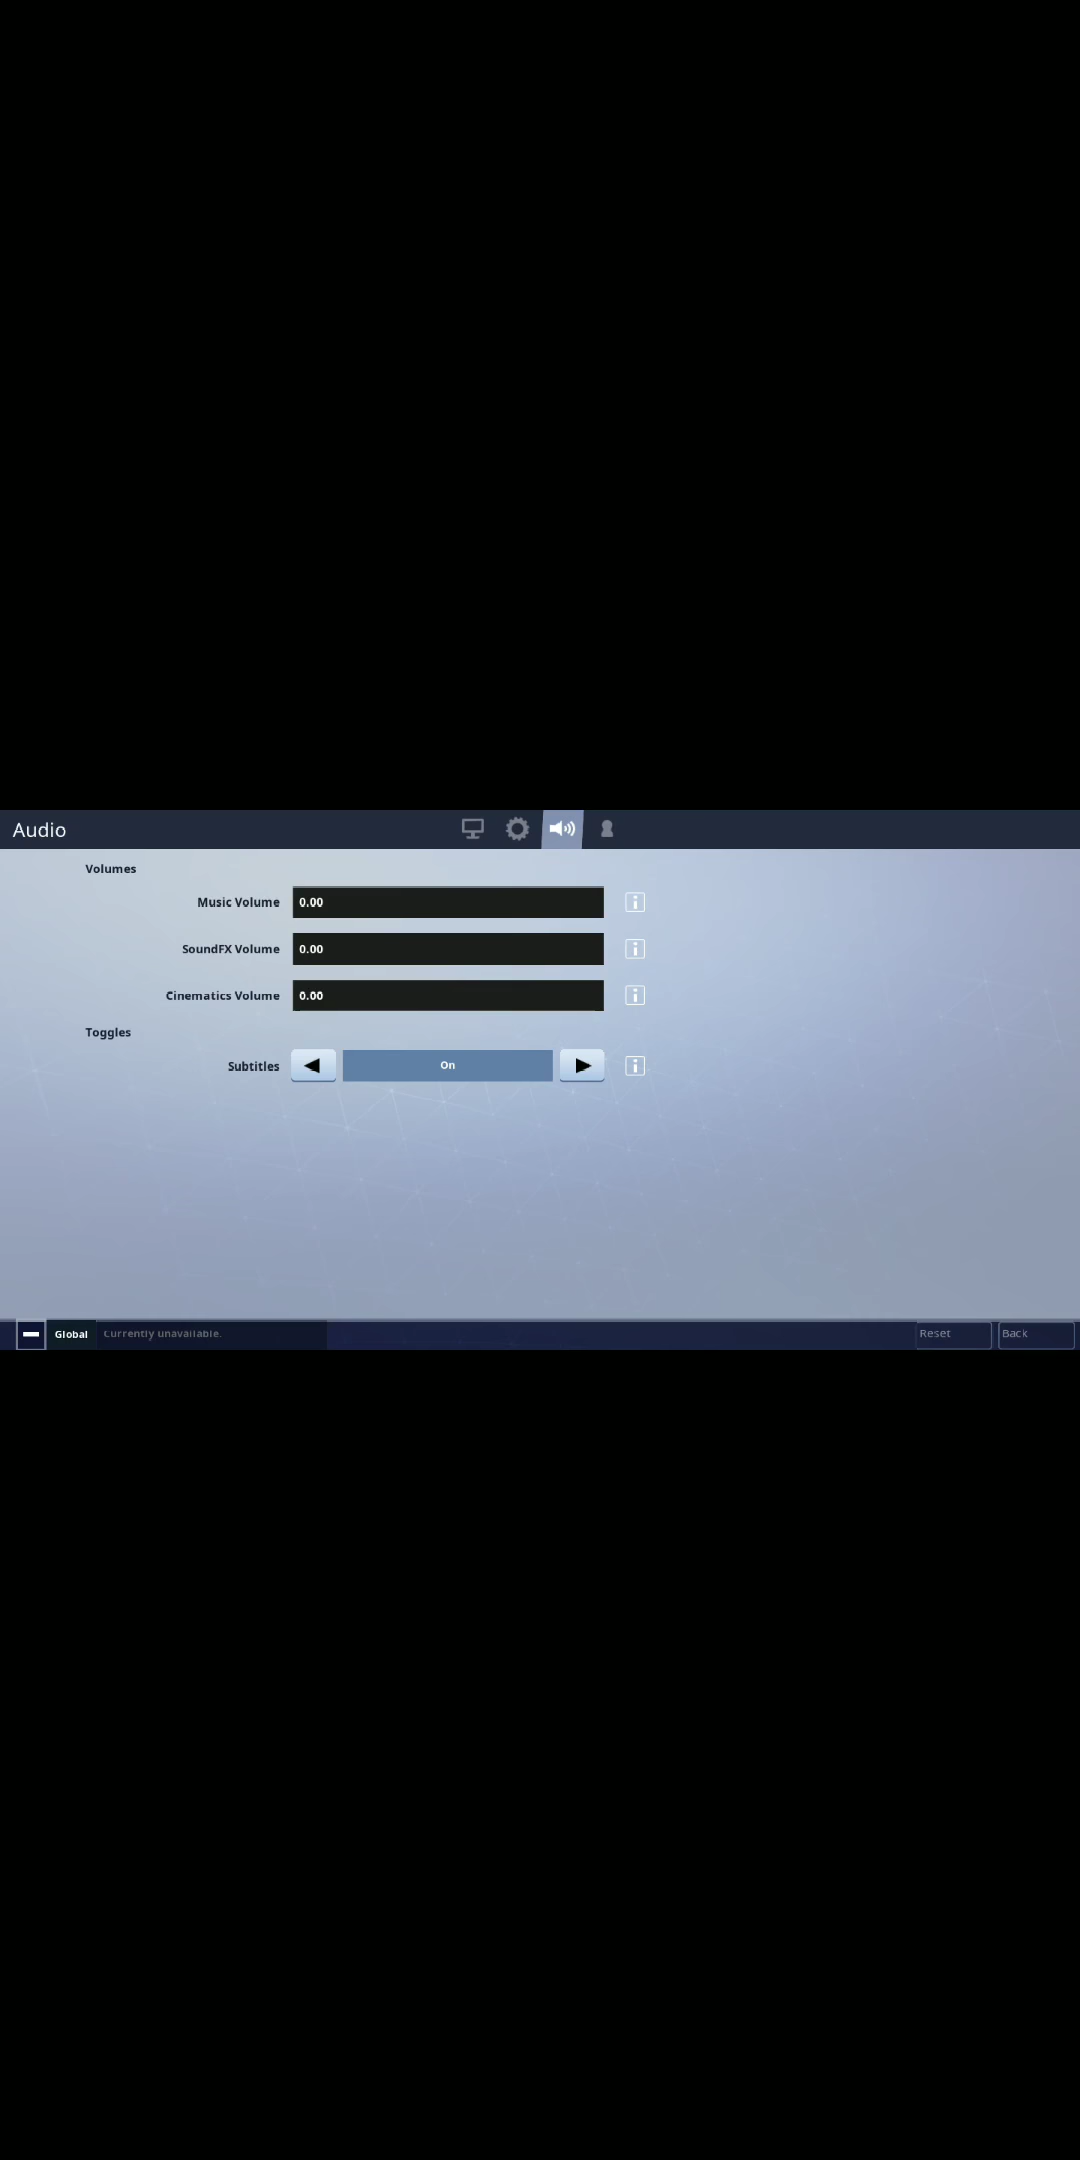 Audio
Volumes
Music Volume 0.00
SoundFX Volume 0.00
Cinematics Volume 0.00
Toggles
Subtitles On
Global Currently unavailable. Reset Back